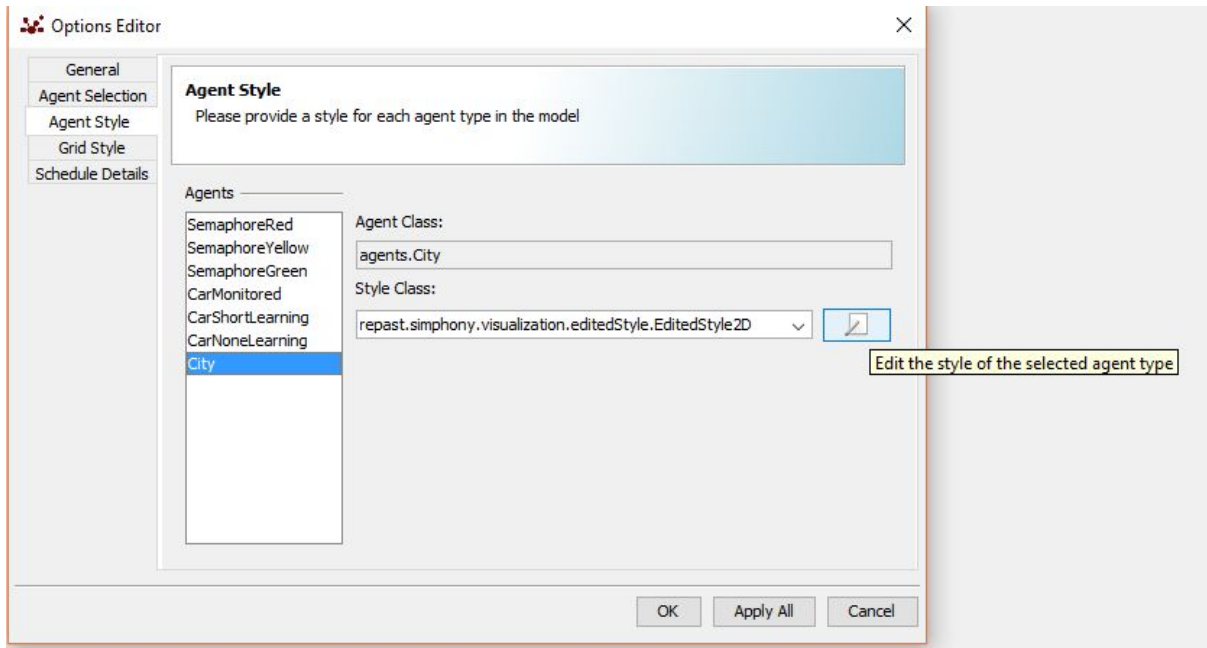 Options Editor
General
Agent Selection
Agent Style
Grid Style
Schedule Details
Agent Style
Please provide a style for each agent type in the model
Agents
SemaphoreRed
SemaphoreYellow
SemaphoreGreen
CarMonitored
CarShortLearning
CarNoneLearning
City
Agent Class:
agents.City
Style Class:
repast.simphony.visualization.editedStyle.EditedStyle2D
Edit the style of the selected agent type
OK
Apply All
Cancel